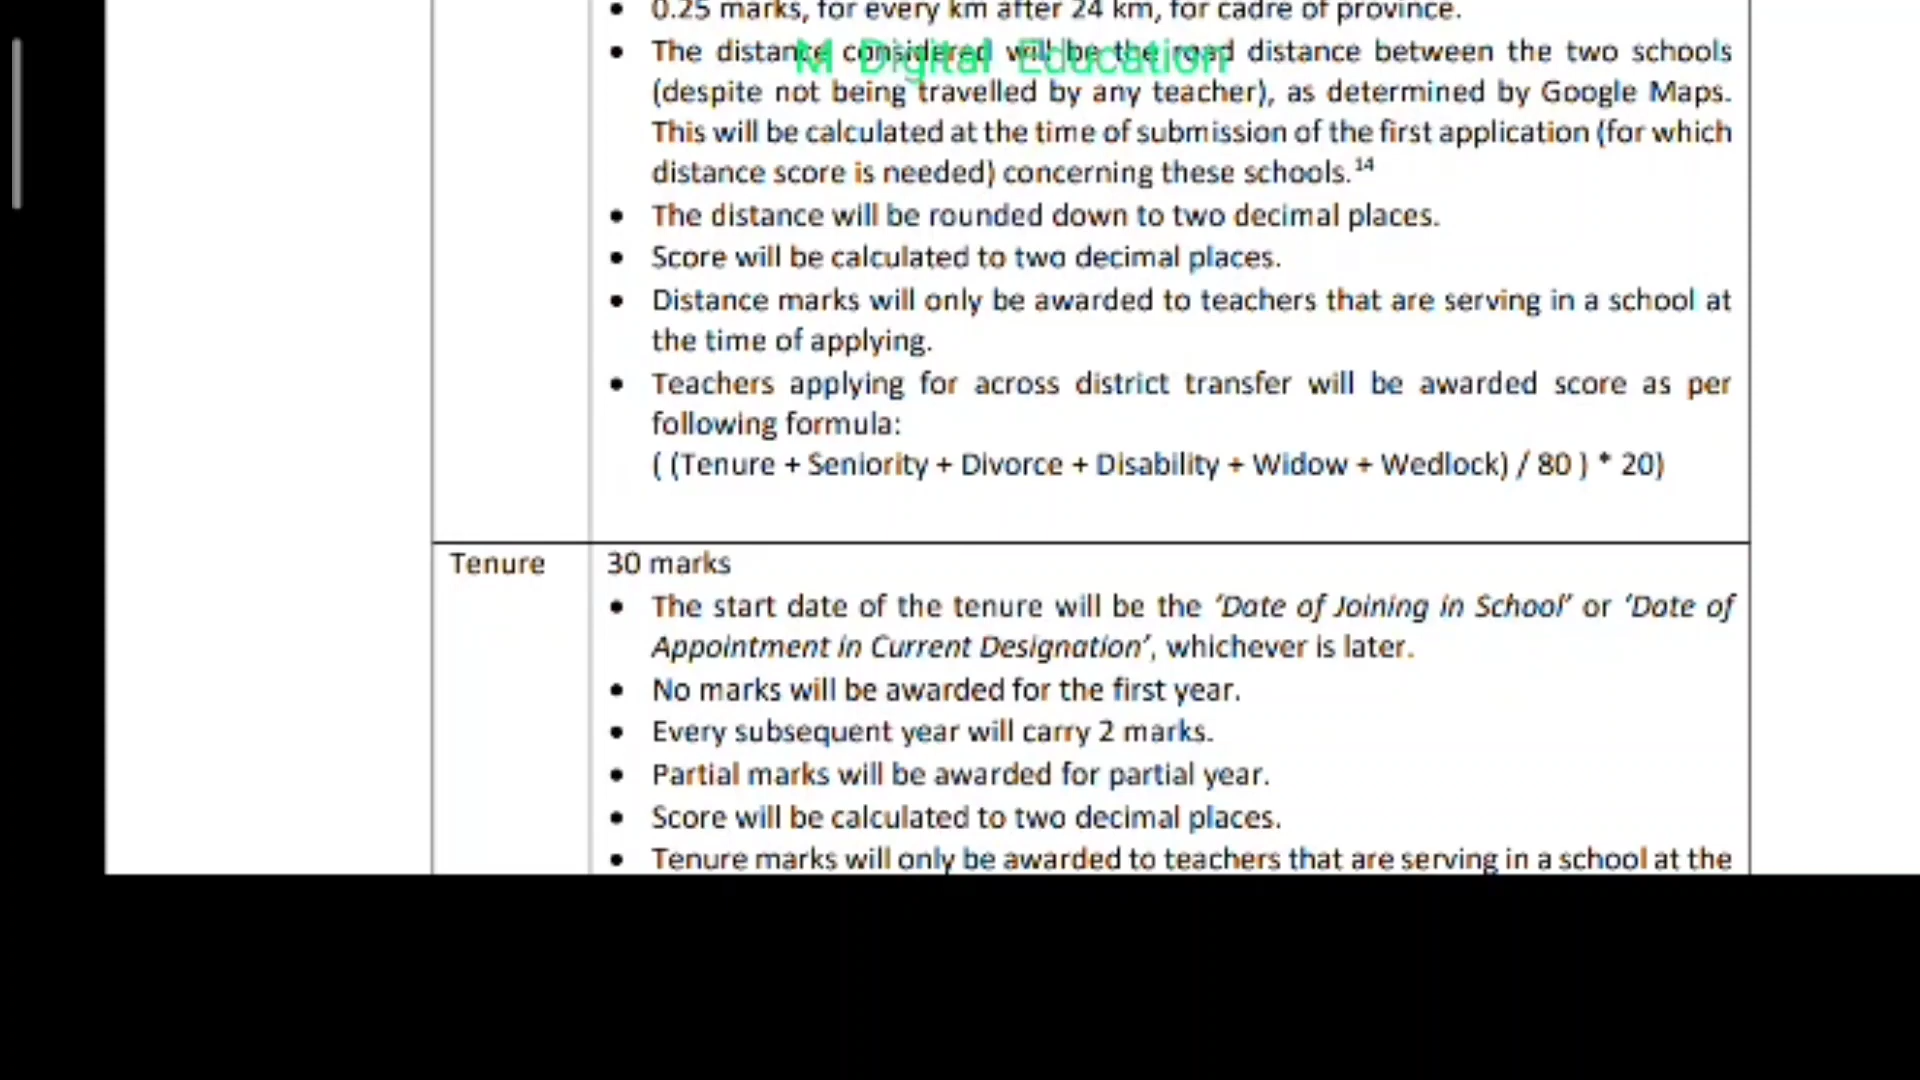 • 0.25 marks, for every km after 24 km, for cadre of province.
M Digital Education
• The distance considered will be the road distance between the two schools
(despite not being travelled by any teacher), as determined by Google Maps.
This will be calculated at the time of submission of the first application (for which
distance score is needed) concerning these schools.14
• The distance will be rounded down to two decimal places.
• Score will be calculated to two decimal places.
• Distance marks will only be awarded to teachers that are serving in a school at
the time of applying.
• Teachers applying for across district transfer will be awarded score as per
following formula:
( (Tenure + Seniority + Divorce + Disability + Widow + Wedlock) / 80 ) * 20)
Tenure
30 marks
• The start date of the tenure will be the ‘Date of Joining in School’ or ‘Date of
Appointment in Current Designation’, whichever is later.
• No marks will be awarded for the first year.
• Every subsequent year will carry 2 marks.
• Partial marks will be awarded for partial year.
• Score will be calculated to two decimal places.
• Tenure marks will only be awarded to teachers that are serving in a school at the